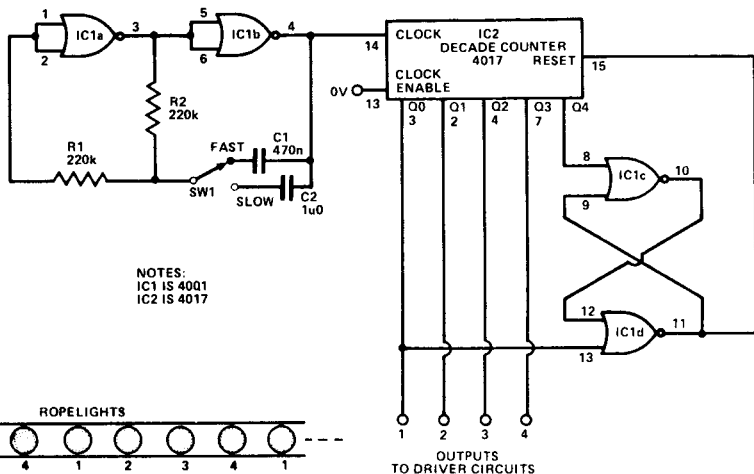 1
2
IC1a
3
5
6
IC1b
4
R2
220k
R1
220k
FAST
C1
470n
SW1
SLOW
C2
1u0
14
CLOCK
IC2
DECADE COUNTER
4017
RESET
15
0V
13
CLOCK
ENABLE
Q0
3
Q1
2
Q2
4
Q3
7
Q4
8
9
IC1c
10
12
13
IC1d
11
NOTES:
IC1 IS 4001
IC2 IS 4017
ROPELIGHTS
4 1 2 3 4 1
1 2 3 4
OUTPUTS
TO DRIVER CIRCUITS